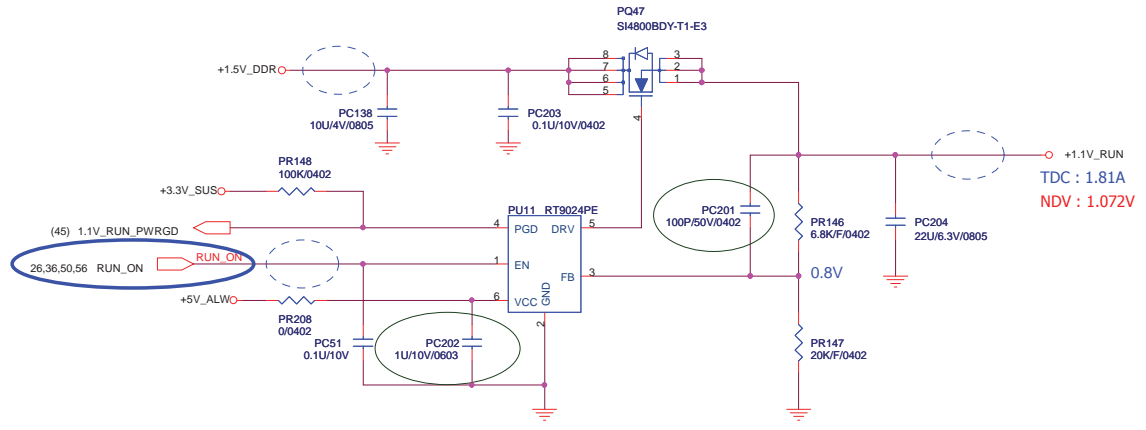 PQ47
SI4800BDY-T1-E3
+1.5V_DDR
8
7
6
5
3
2
1
4
PC138
10U/4V/0805
PC203
0.1U/10V/0402
+1.1V_RUN
TDC : 1.81A
NDV : 1.072V
PR148
100K/0402
+3.3V_SUS
PC201
100P/50V/0402
PR146
6.8K/F/0402
PC204
22U/6.3V/0805
PU11 RT9024PE
(45) 1.1V_RUN_PWRGD
4 PGD DRV 5
26,36,50,56 RUN_ON
RUN_ON
1 EN
FB 3
0.8V
+5V_ALW
6 VCC
GND
2
PR208
0/0402
PC51
0.1U/10V
PC202
1U/10V/0603
PR147
20K/F/0402